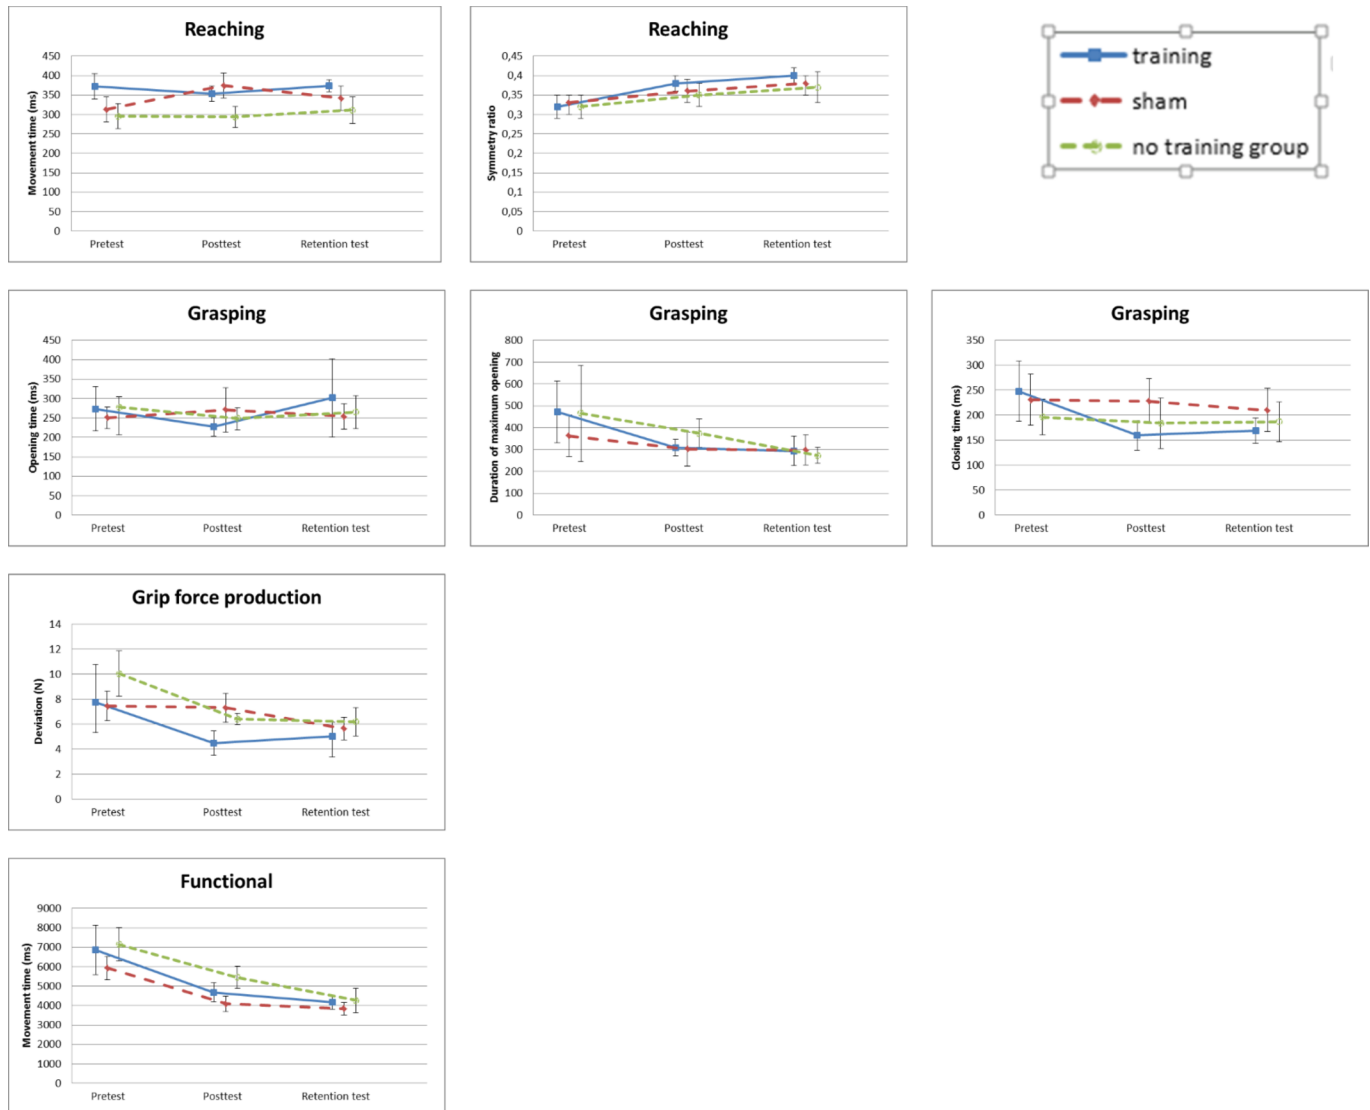 Reaching
Movement time (ms)
450
400
350
300
250
200
150
100
50
0
Pretest Posttest Retention test
Reaching
Symmetry ratio
0,45
0,4
0,35
0,3
0,25
0,2
0,15
0,1
0,05
0
Pretest Posttest Retention test
training
sham
no training group
Grasping
Opening time (ms)
450
400
350
300
250
200
150
100
50
0
Pretest Posttest Retention test
Grasping
Duration of maximum opening
800
700
600
500
400
300
200
100
0
Pretest Posttest Retention test
Grasping
Closing time (ms)
350
300
250
200
150
100
50
0
Pretest Posttest Retention test
Grip force production
Deviation (N)
14
12
10
8
6
4
2
0
Pretest Posttest Retention test
Functional
Movement time (ms)
9000
8000
7000
6000
5000
4000
3000
2000
1000
0
Pretest Posttest Retention test